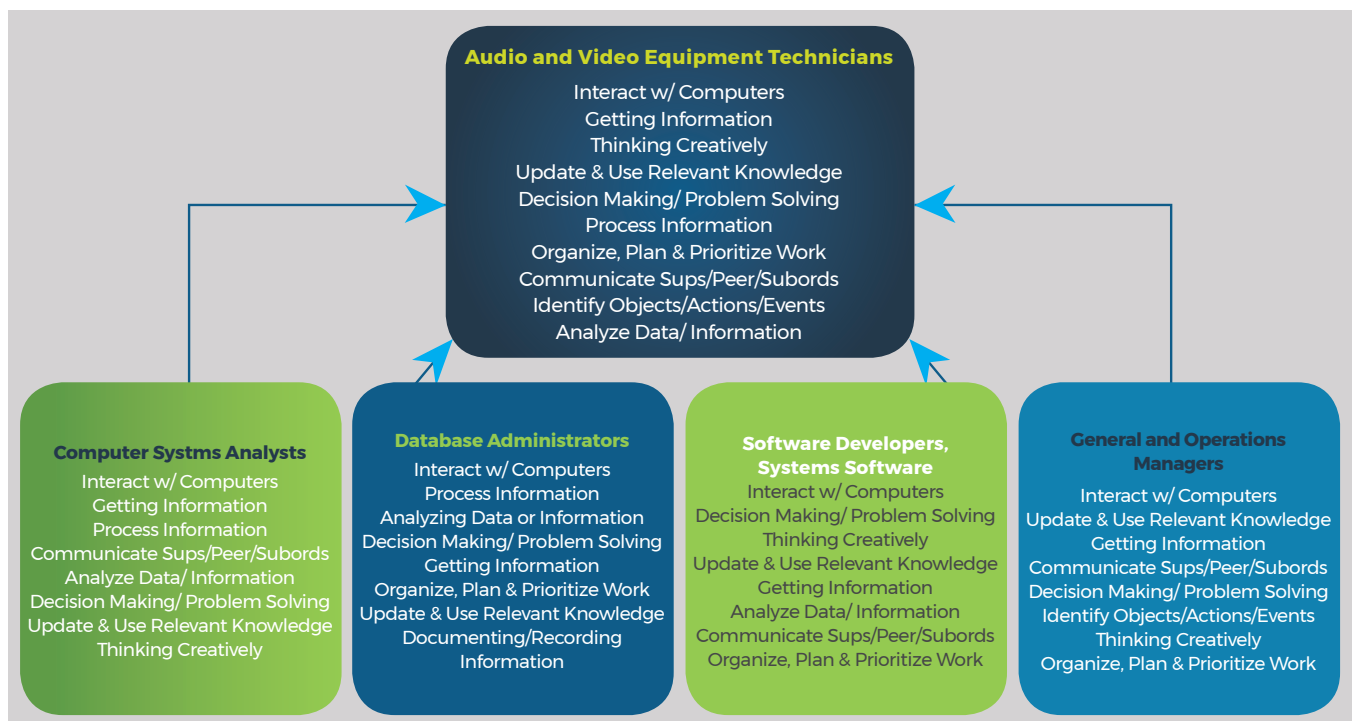 Audio and Video Equipment Technicians
Interact w/ Computers
Getting Information
Thinking Creatively
Update & Use Relevant Knowledge
Decision Making/ Problem Solving
Process Information
Organize, Plan & Prioritize Work
Communicate Sups/Peer/Subords
Identify Objects/Actions/Events
Analyze Data/ Information
Computer Systms Analysts
Interact w/ Computers
Getting Information
Process Information
Communicate Sups/Peer/Subords
Analyze Data/ Information
Decision Making/ Problem Solving
Update & Use Relevant Knowledge
Thinking Creatively
Database Administrators
Interact w/ Computers
Process Information
Analyzing Data or Information
Decision Making/ Problem Solving
Getting Information
Organize, Plan & Prioritize Work
Update & Use Relevant Knowledge
Documenting/Recording
Information
Software Developers,
Systems Software
Interact w/ Computers
Decision Making/ Problem Solving
Thinking Creatively
Update & Use Relevant Knowledge
Getting Information
Analyze Data/ Information
Communicate Sups/Peer/Subords
Organize, Plan & Prioritize Work
General and Operations
Managers
Interact w/ Computers
Update & Use Relevant Knowledge
Getting Information
Communicate Sups/Peer/Subords
Decision Making/ Problem Solving
Identify Objects/Actions/Events
Thinking Creatively
Organize, Plan & Prioritize Work